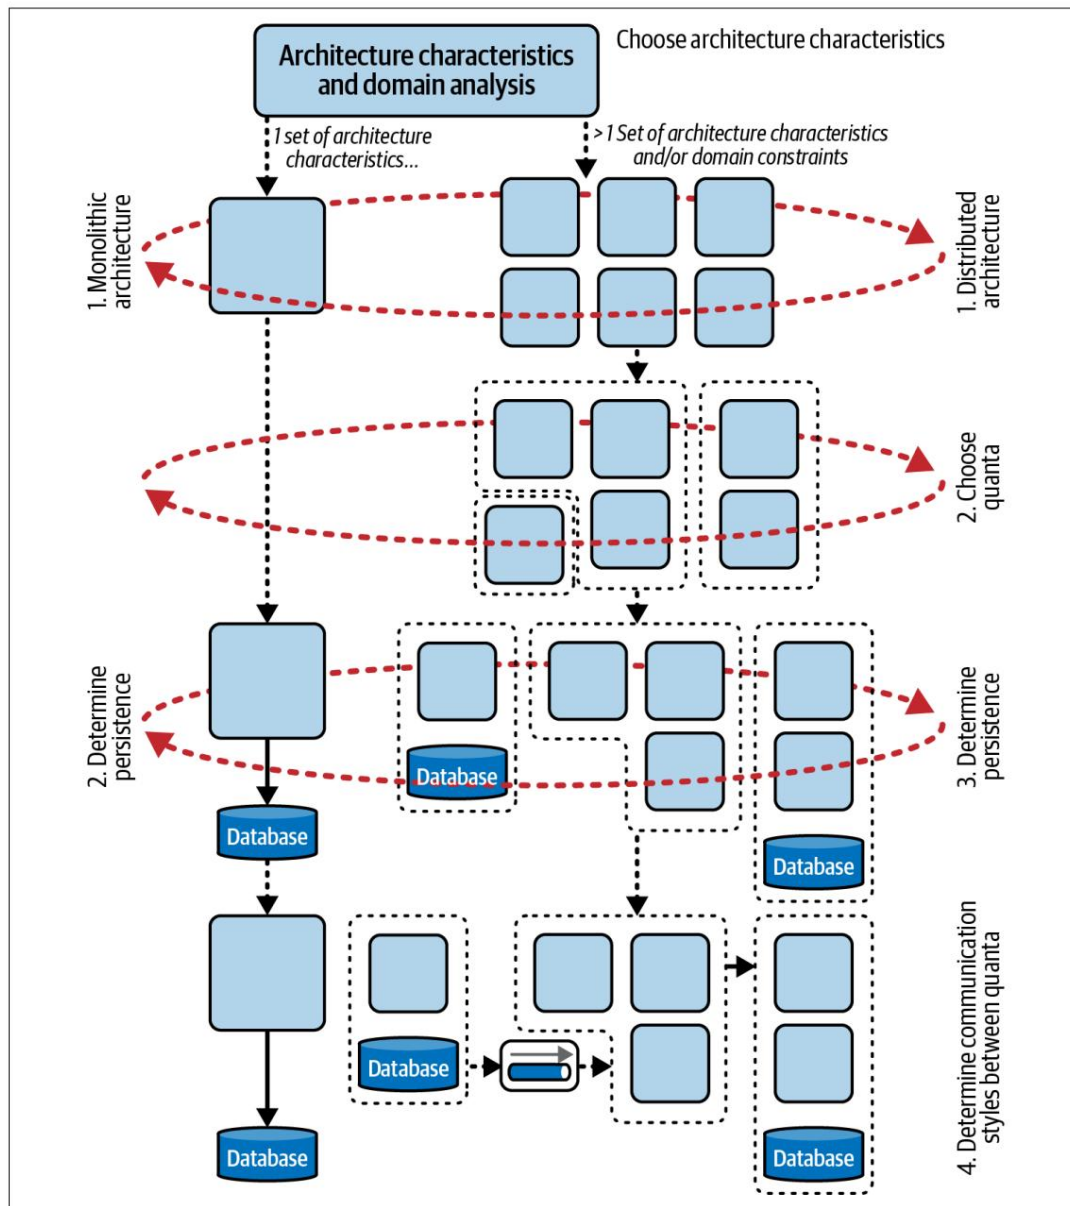 Architecture characteristics
and domain analysis
Choose architecture characteristics
1 set of architecture
characteristics...
>1 Set of architecture characteristics
and/or domain constraints
1. Monolithic
architecture
1. Distributed
architecture
2. Choose
quanta
2. Determine
persistence
Database
3. Determine
persistence
Database
Database
Database
Database
Database
4. Determine communication
styles between quanta